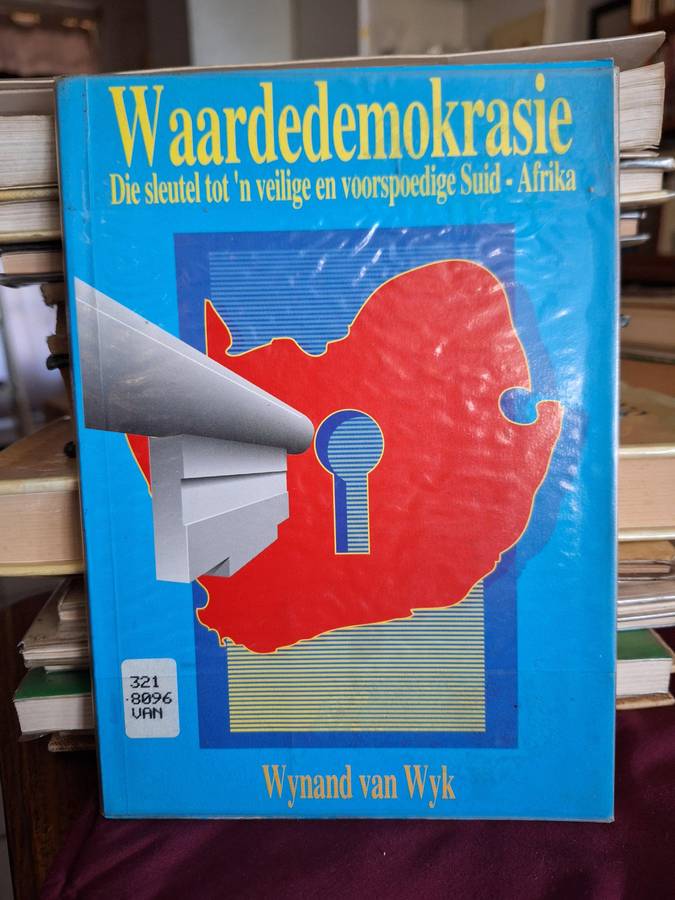 Waardedemokrasie
Die sleutel tot 'n veilige en voorspoedige Suid - Afrika
321
.8096
VAN
Wynand van Wyk